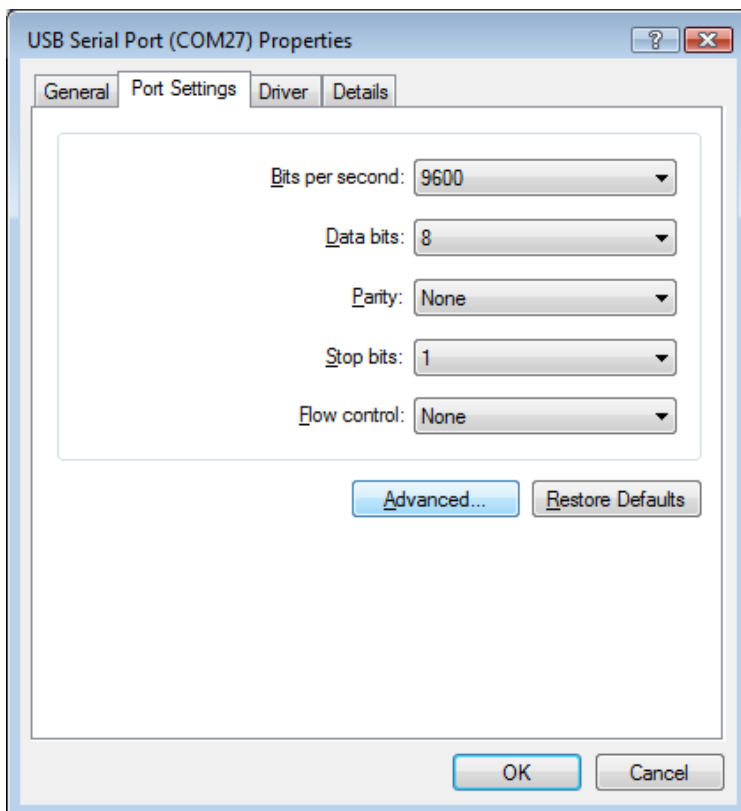 USB Serial Port (COM27) Properties
General Port Settings Driver Details
Bits per second: 9600
Data bits: 8
Parity: None
Stop bits: 1
Flow control: None
Advanced... Restore Defaults
OK Cancel